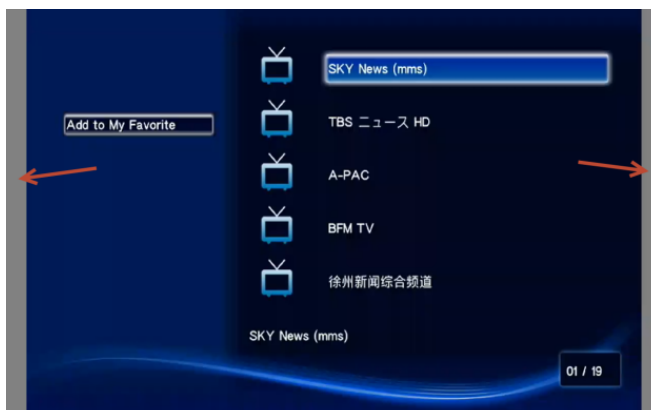 Add to My Favorite
SKY News (mms)
TBS ニュース HD
A-PAC
BFM TV
徐州新闻综合频道
SKY News (mms)
01 / 19